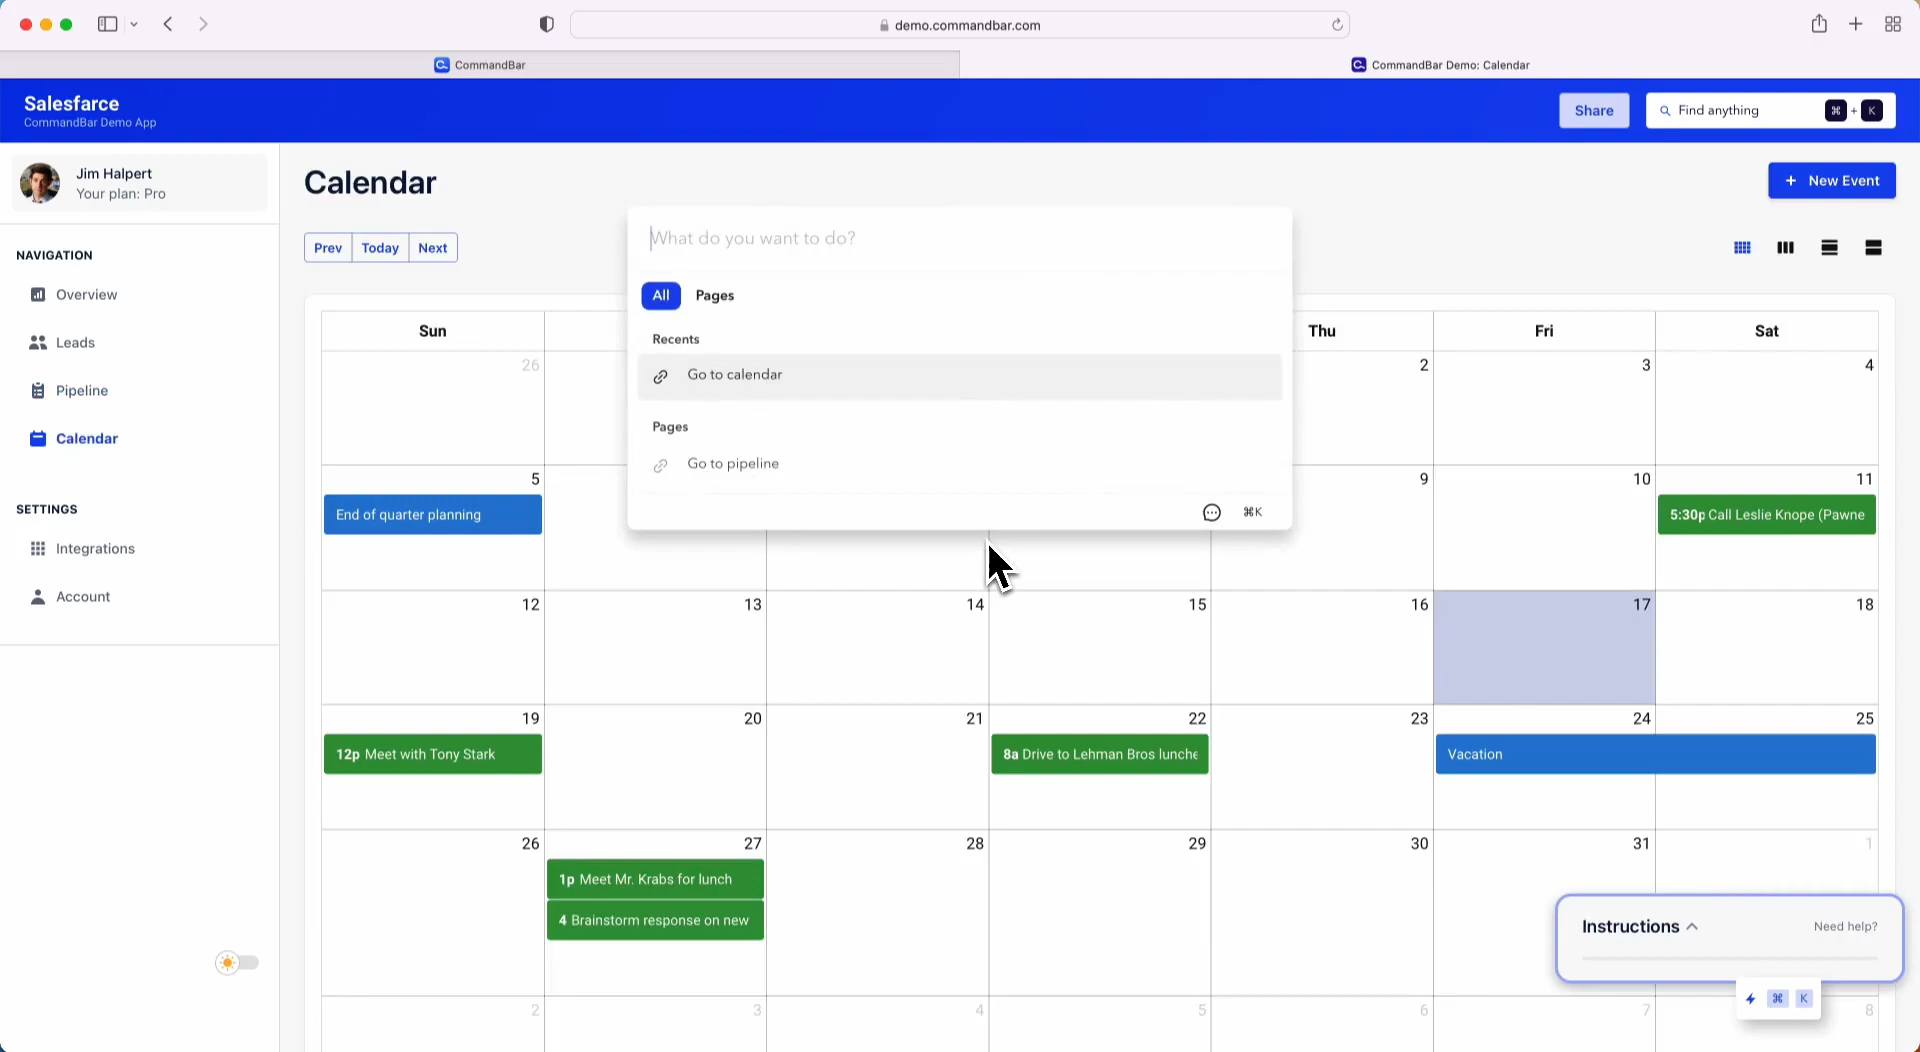 demo.commandbar.com
CommandBar
CommandBar Demo: Calendar
Salesfarce
CommandBar Demo App
Share
Find anything
⌘ + K
Jim Halpert
Your plan: Pro
NAVIGATION
Overview
Leads
Pipeline
Calendar
SETTINGS
Integrations
Account
Calendar
+ New Event
Prev Today Next
What do you want to do?
All Pages
Recents
Go to calendar
Pages
Go to pipeline
⌘K
Sun Thu Fri Sat
26 2 3 4
5 9 10 11
End of quarter planning
5:30p Call Leslie Knope (Pawne
12 13 14 15 16 17 18
19 20 21 22 23 24 25
12p Meet with Tony Stark
8a Drive to Lehman Bros lunche
Vacation
26 27 28 29 30 31 1
1p Meet Mr. Krabs for lunch
4 Brainstorm response on new
2 3 4 5 6 7 8
Instructions
Need help?
⌘ K